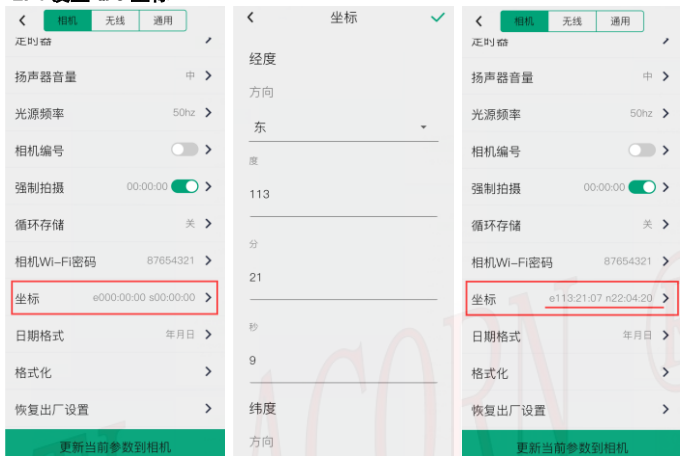 相机 无线 通用
定时器
扬声器音量 中
光源频率 50hz
相机编号
强制拍摄 00:00:00
循环存储 关
相机Wi-Fi密码 87654321
坐标 e000:00:00 s00:00:00
日期格式 年月日
格式化
恢复出厂设置
更新当前参数到相机
坐标
经度
方向
东
度
113
分
21
秒
9
纬度
方向
相机 无线 通用
定时器
扬声器音量 中
光源频率 50hz
相机编号
强制拍摄 00:00:00
循环存储 关
相机Wi-Fi密码 87654321
坐标 e113:21:07 n22:04:20
日期格式 年月日
格式化
恢复出厂设置
更新当前参数到相机
ACORN